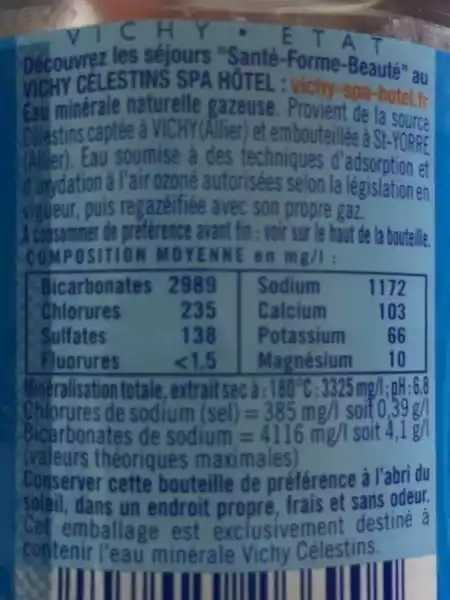 VICHY • ETAT
Découvrez les séjours "Santé-Forme-Beauté" au
VICHY CÉLESTINS SPA HÔTEL : vichy-spa-hotel.fr
Eau minérale naturelle gazeuse. Provient de la source
Célestins captée à VICHY (Allier) et embouteillée à St-YORRE
(Allier). Eau soumise à des techniques d'adsorption et
d'oxydation à l'air ozoné autorisées selon la législation en
vigueur, puis regazéifiée avec son propre gaz.
A consommer de préférence avant fin : voir sur le haut de la bouteille.
COMPOSITION MOYENNE en mg/l :
Bicarbonates 2989 Sodium 1172
Chlorures 235 Calcium 103
Sulfates 138 Potassium 66
Fluorures <1,5 Magnésium 10
Minéralisation totale, extrait sec à : 180°C : 3325 mg/l ; pH : 6,8
Chlorures de sodium (sel) = 385 mg/l soit 0,39 g/l
Bicarbonates de sodium = 4116 mg/l soit 4,1 g/l
(valeurs théoriques maximales)
Conserver cette bouteille de préférence à l'abri du
soleil, dans un endroit propre, frais et sans odeur.
Cet emballage est exclusivement destiné à
contenir l'eau minérale Vichy Célestins.